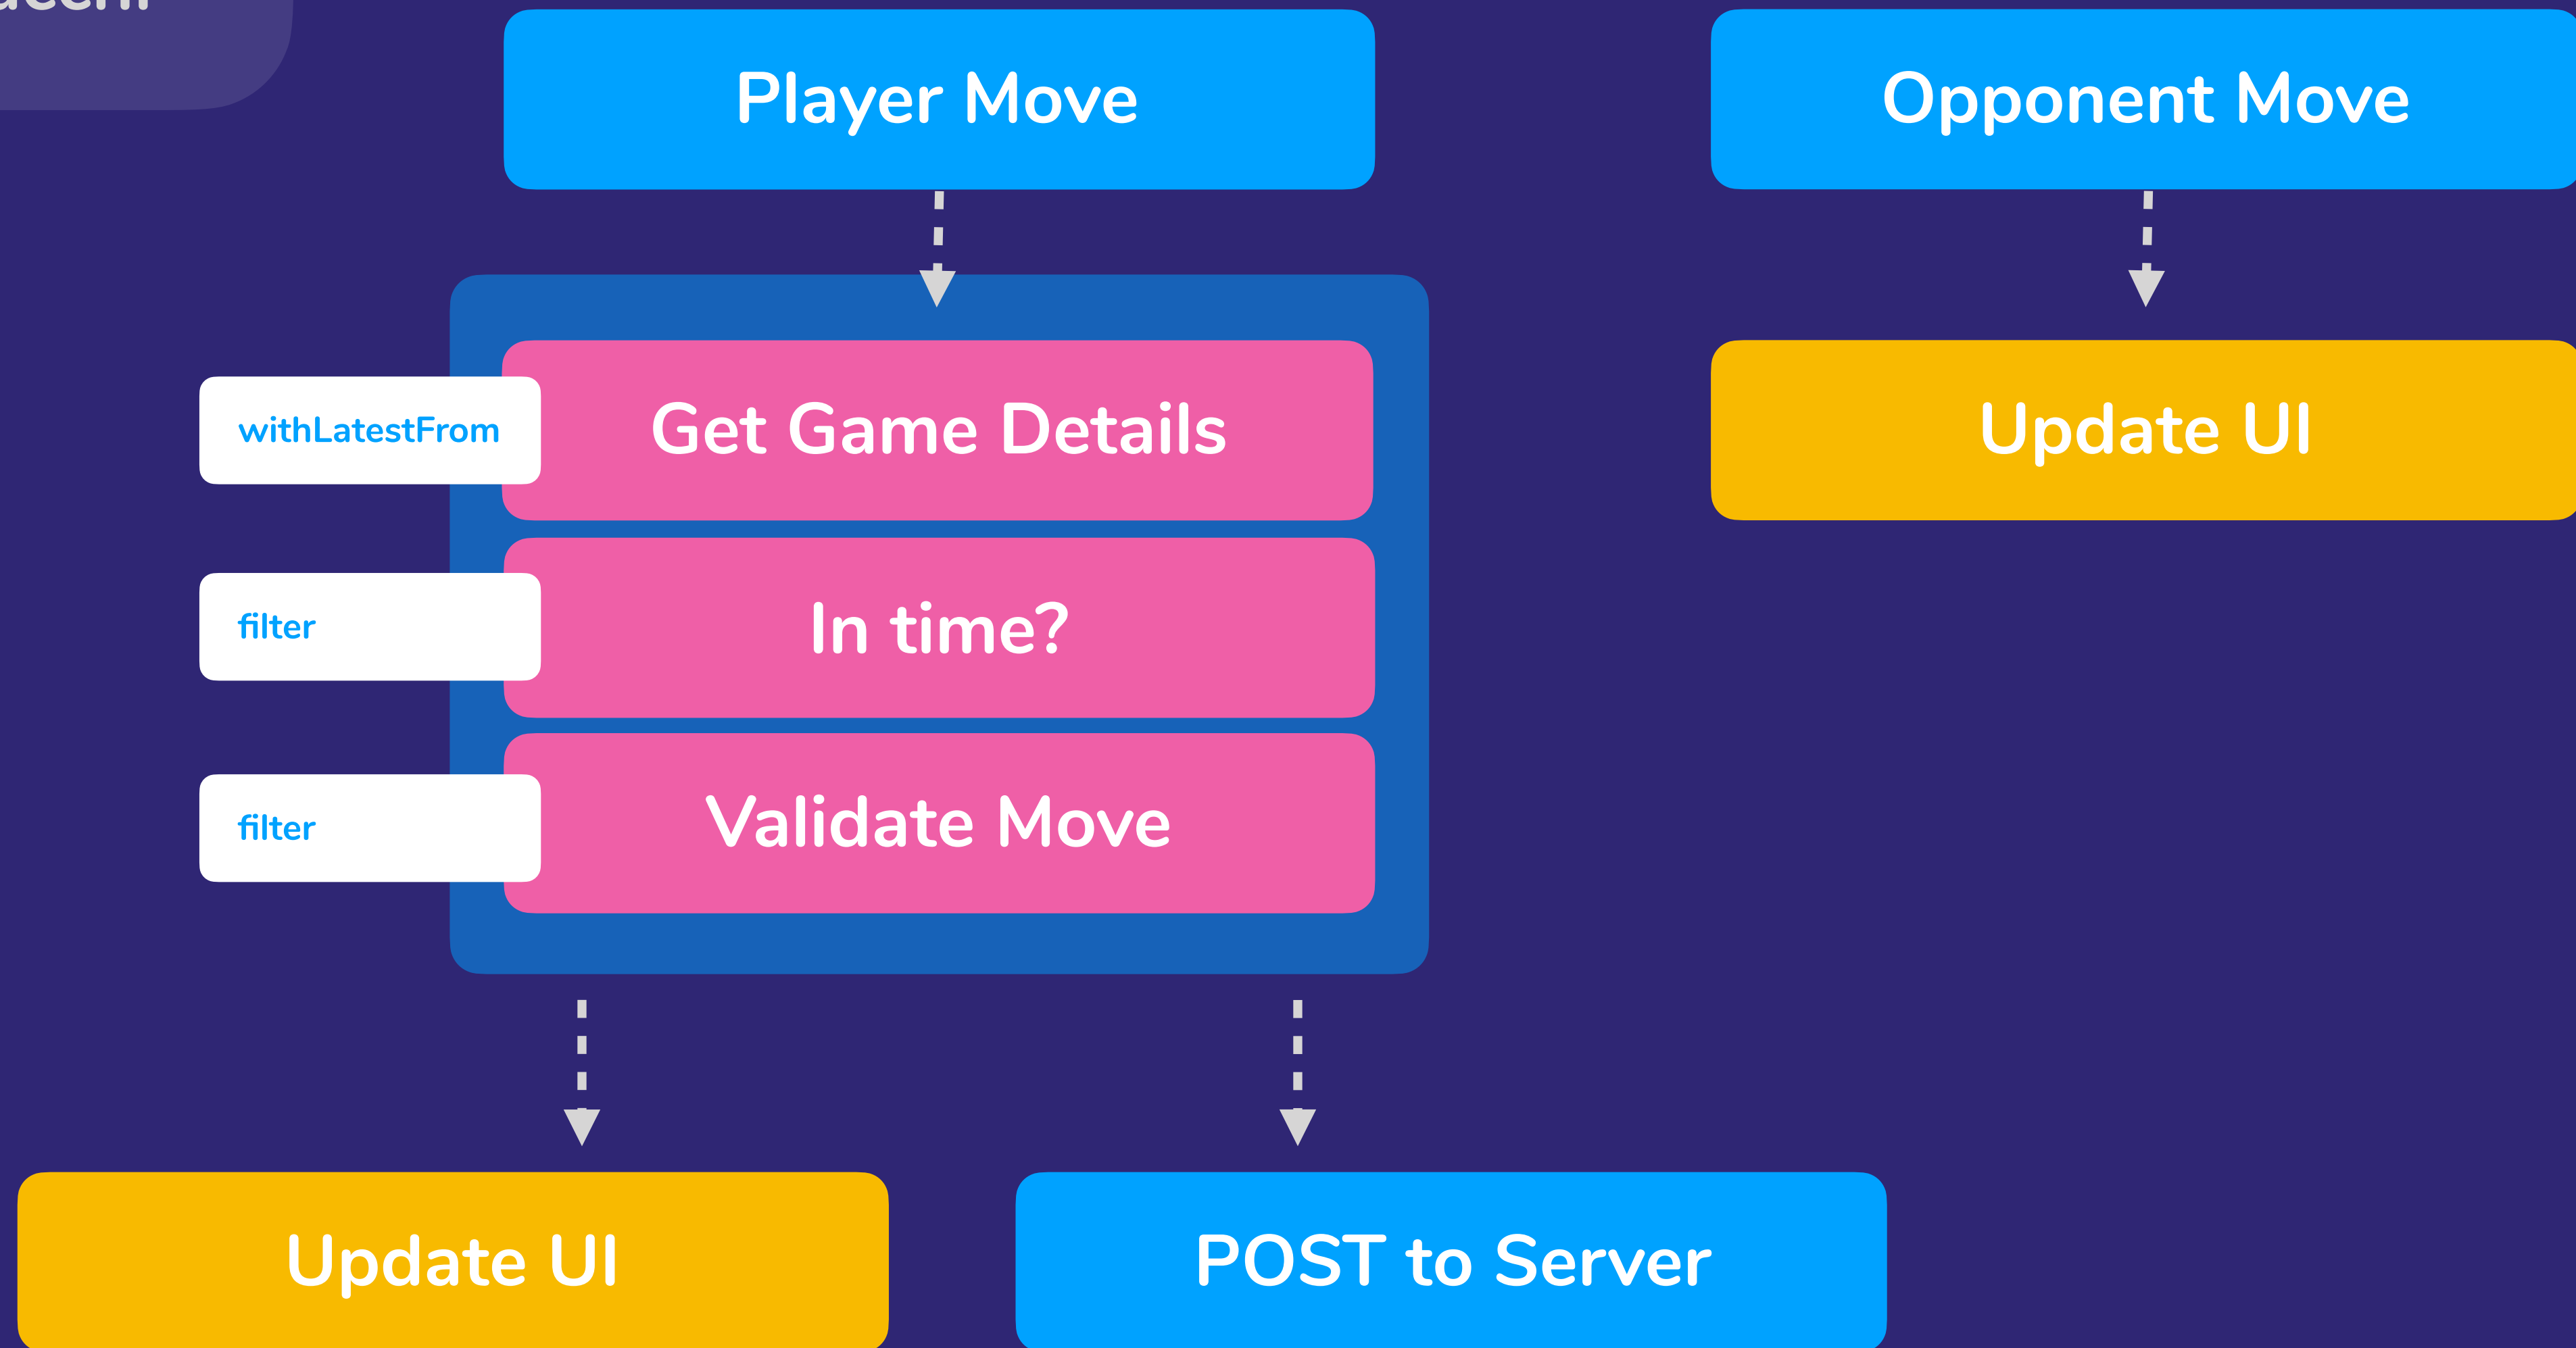 Player Move
Opponent Move
withLatestFrom
Get Game Details
Update UI
filter
In time?
filter
Validate Move
Update UI
POST to Server